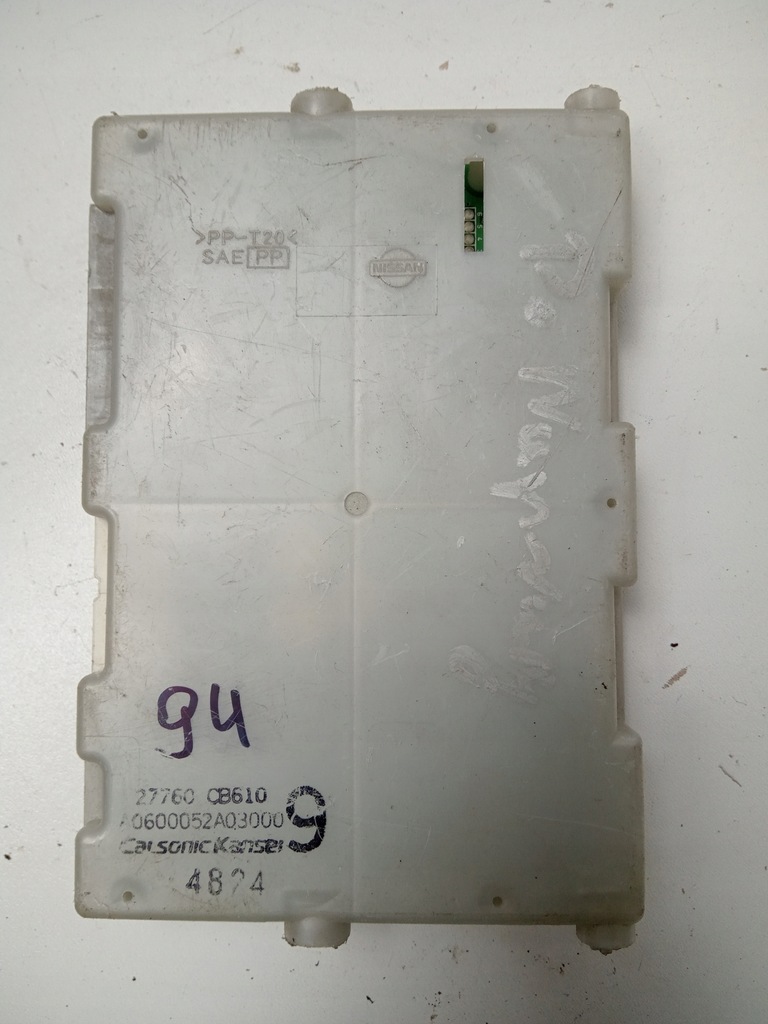 >PP-T20<
SAE PP
NISSAN
94
27760 CB610
A0600052A03000
9
CalsonicKansei
4824